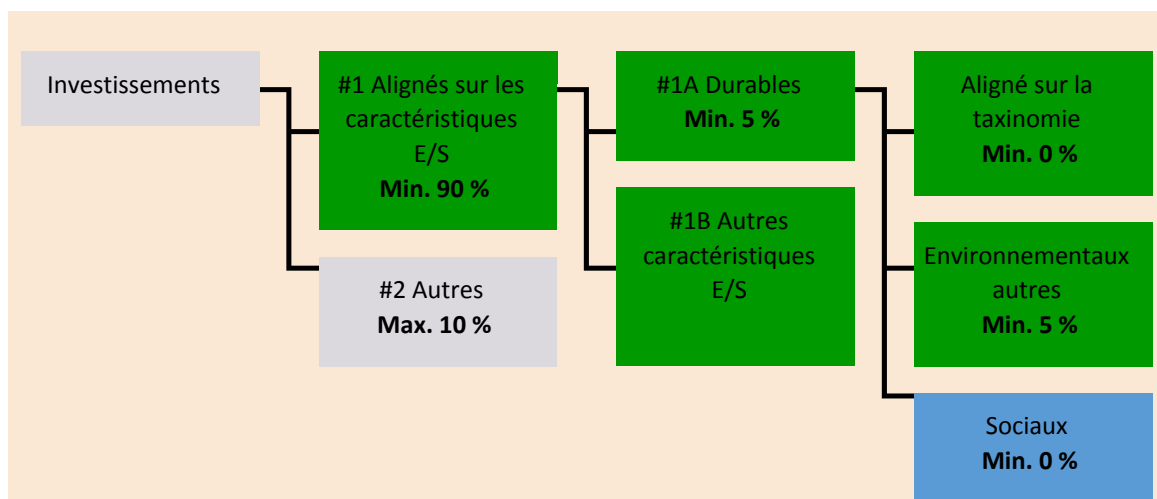 Investissements
#1 Alignés sur les
caractéristiques
E/S
Min. 90 %
#2 Autres
Max. 10 %
#1A Durables
Min. 5 %
#1B Autres
caractéristiques
E/S
Aligné sur la
taxinomie
Min. 0 %
Environnementaux
autres
Min. 5 %
Sociaux
Min. 0 %